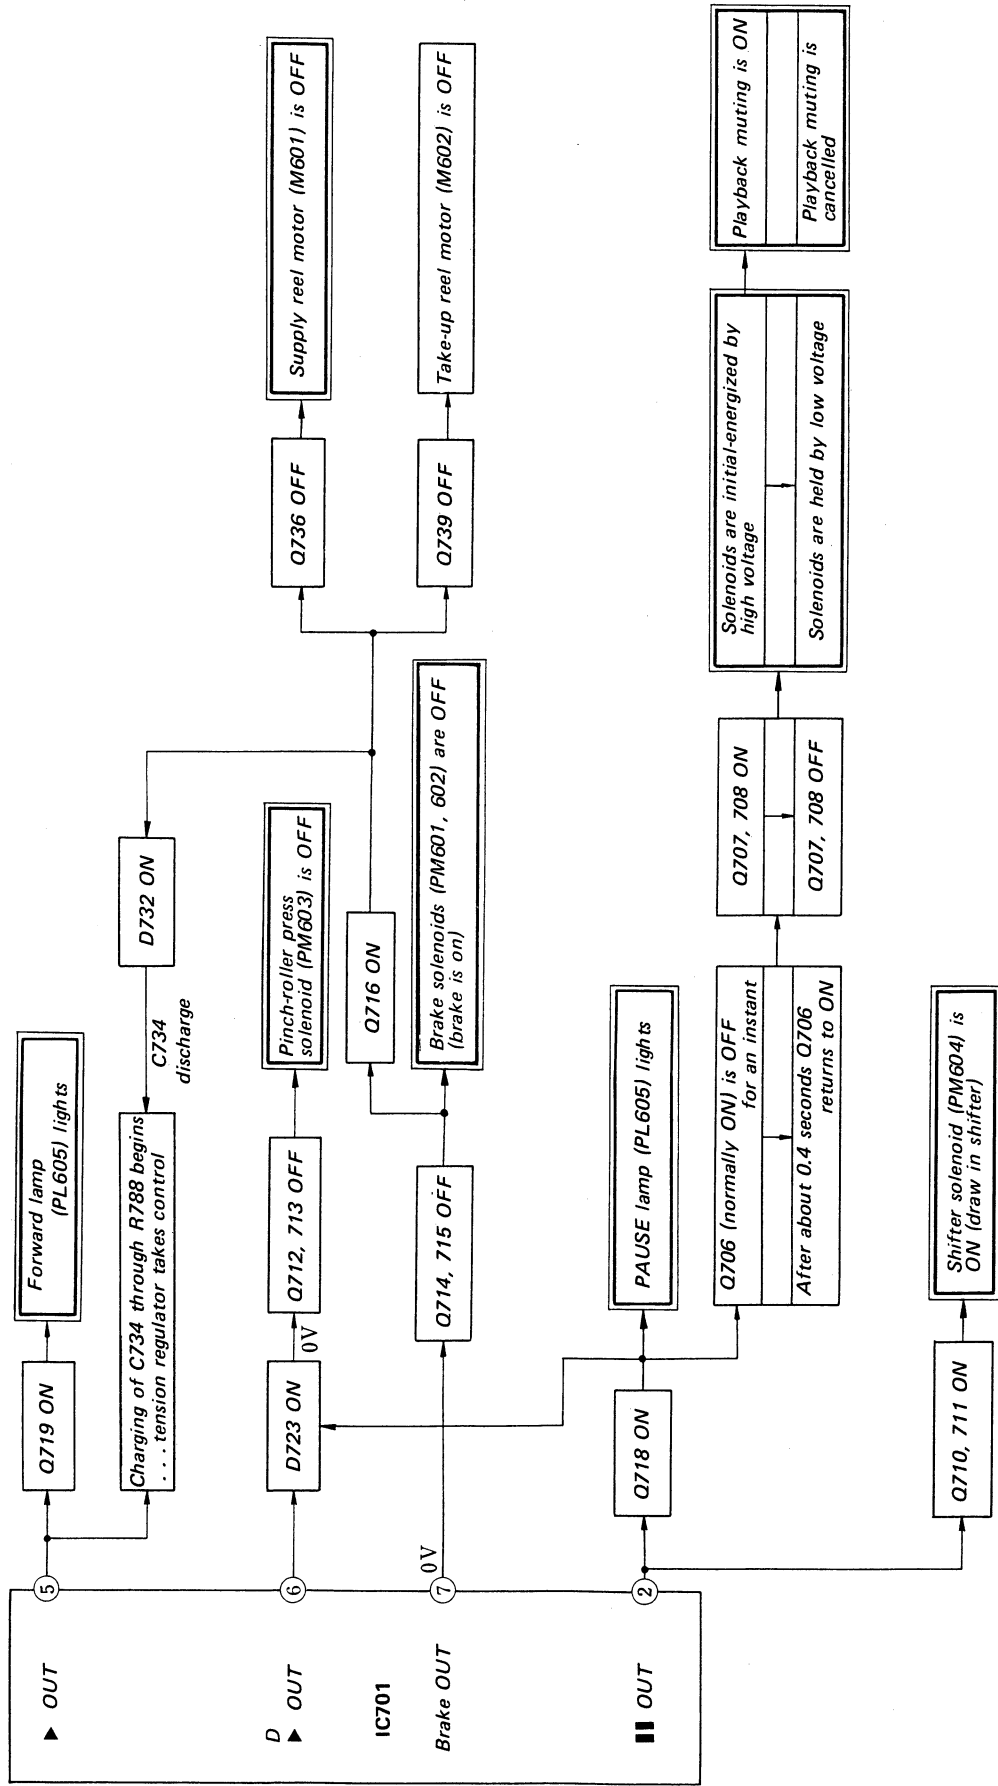 ▶ OUT
D
▶ OUT
IC701
Brake OUT
❚❚ OUT
5
6
7
2
0V
Q719 ON
Forward lamp
(PL605) lights
Charging of C734 through R788 begins
. . . tension regulator takes control
C734
discharge
D732 ON
D723 ON
0V
Q712, 713 OFF
Pinch-roller press
solenoid (PM603) is OFF
Q714, 715 OFF
Q716 ON
Brake solenoids (PM601, 602) are OFF
(brake is on)
Q736 OFF
Supply reel motor (M601) is OFF
Q739 OFF
Take-up reel motor (M602) is OFF
Q718 ON
PAUSE lamp (PL605) lights
Q706 (normally ON) is OFF
for an instant
After about 0.4 seconds Q706
returns to ON
Q707, 708 ON
Q707, 708 OFF
Solenoids are initial-energized by
high voltage
Solenoids are held by low voltage
Playback muting is ON
Playback muting is
cancelled
Q710, 711 ON
Shifter solenoid (PM604) is
ON (draw in shifter)